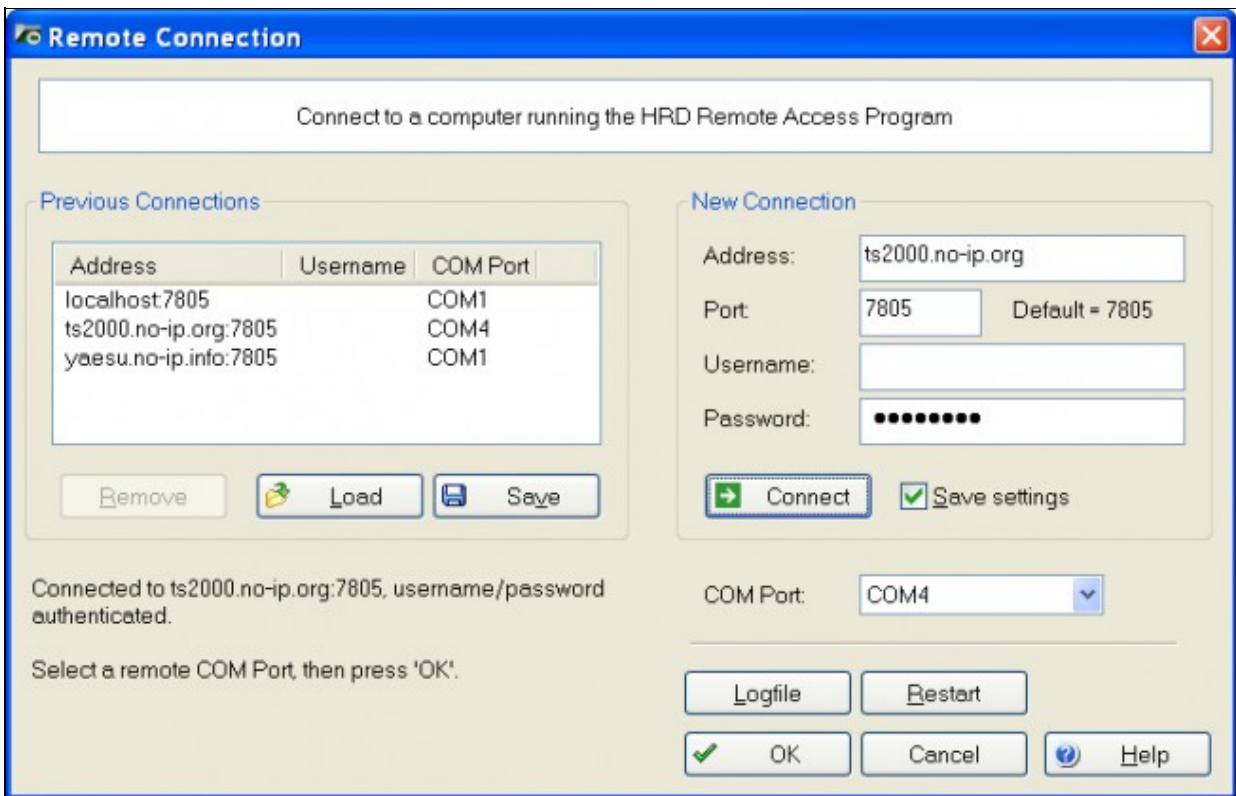 Remote Connection
Connect to a computer running the HRD Remote Access Program
Previous Connections
Address Username COM Port
localhost:7805 COM1
ts2000.no-ip.org:7805 COM4
yaesu.no-ip.info:7805 COM1
Remove Load Save
New Connection
Address: ts2000.no-ip.org
Port: 7805 Default = 7805
Username:
Password: ●●●●●●●●
Connect Save settings
Connected to ts2000.no-ip.org:7805, username/password
authenticated.
Select a remote COM Port, then press 'OK'.
COM Port: COM4
Logfile Restart
OK Cancel Help